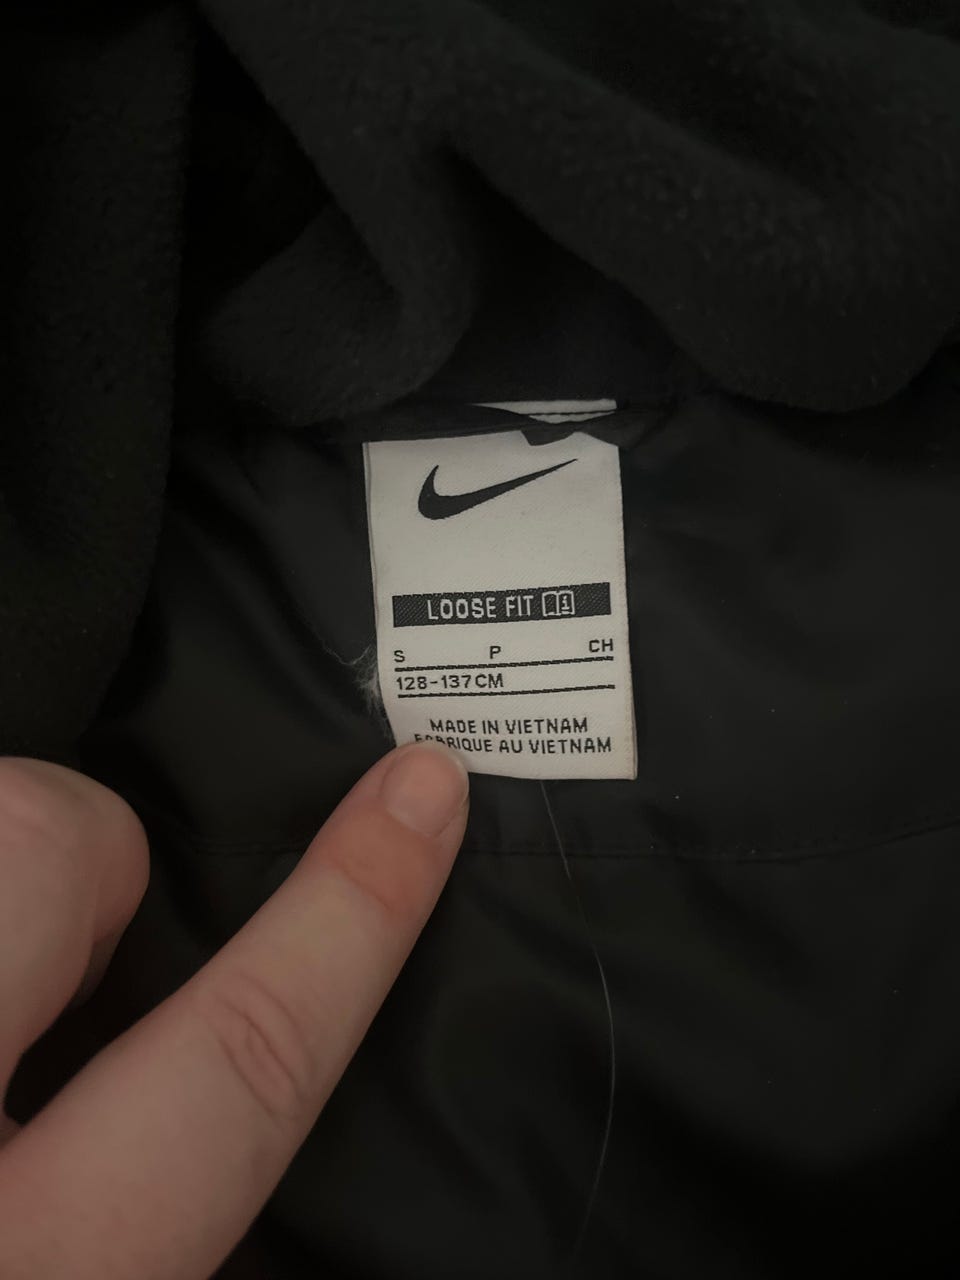 LOOSE FIT
S P CH
128-137CM
MADE IN VIETNAM
FABRIQUE AU VIETNAM